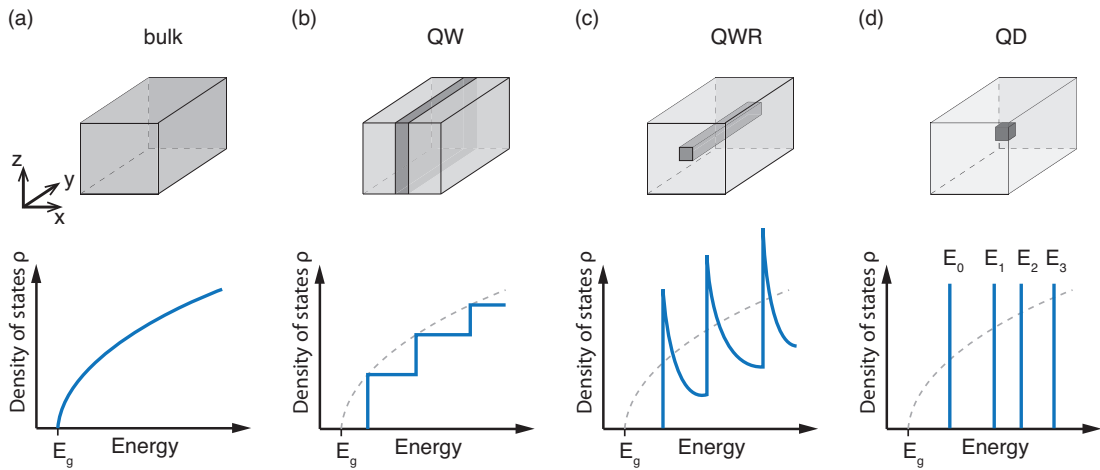 (a)
bulk
(b)
QW
(c)
QWR
(d)
QD
z
y
x
Density of states ρ
Energy
E_g
Density of states ρ
Energy
E_g
Density of states ρ
Energy
E_g
Density of states ρ
E_0 E_1 E_2 E_3
Energy
E_g